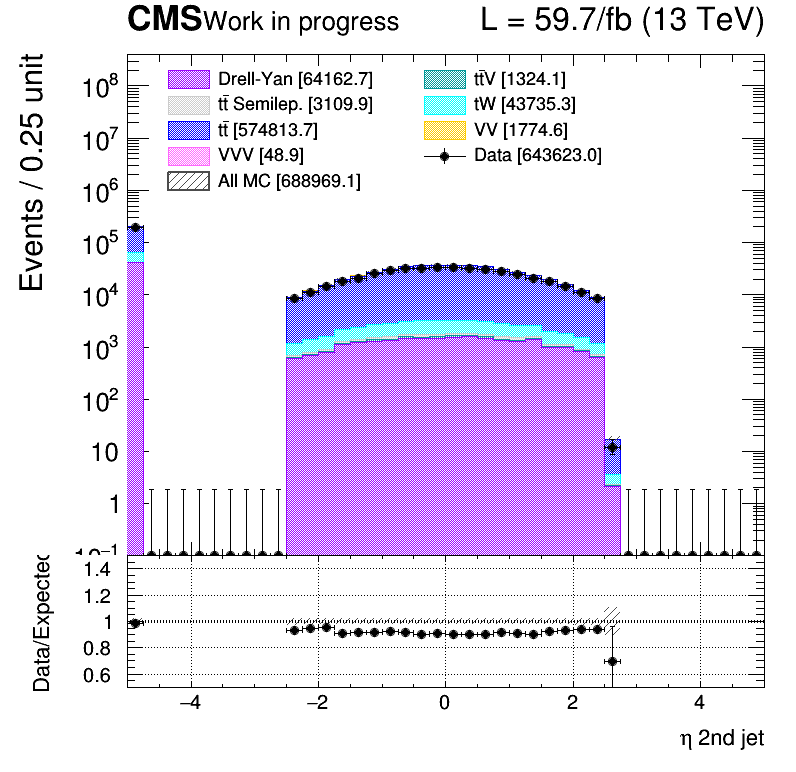 CMS Work in progress L = 59.7/fb (13 TeV)
Drell-Yan [64162.7] tt̄V [1324.1]
tt̄ Semilep. [3109.9] tW [43735.3]
tt̄ [574813.7] VV [1774.6]
VVV [48.9] Data [643623.0]
All MC [688969.1]
Events / 0.25 unit
10⁸
10⁷
10⁶
10⁵
10⁴
10³
10²
10
1
10⁻¹
Data/Expected
1.4
1.2
1
0.8
0.6
−4 −2 0 2 4
η 2nd jet